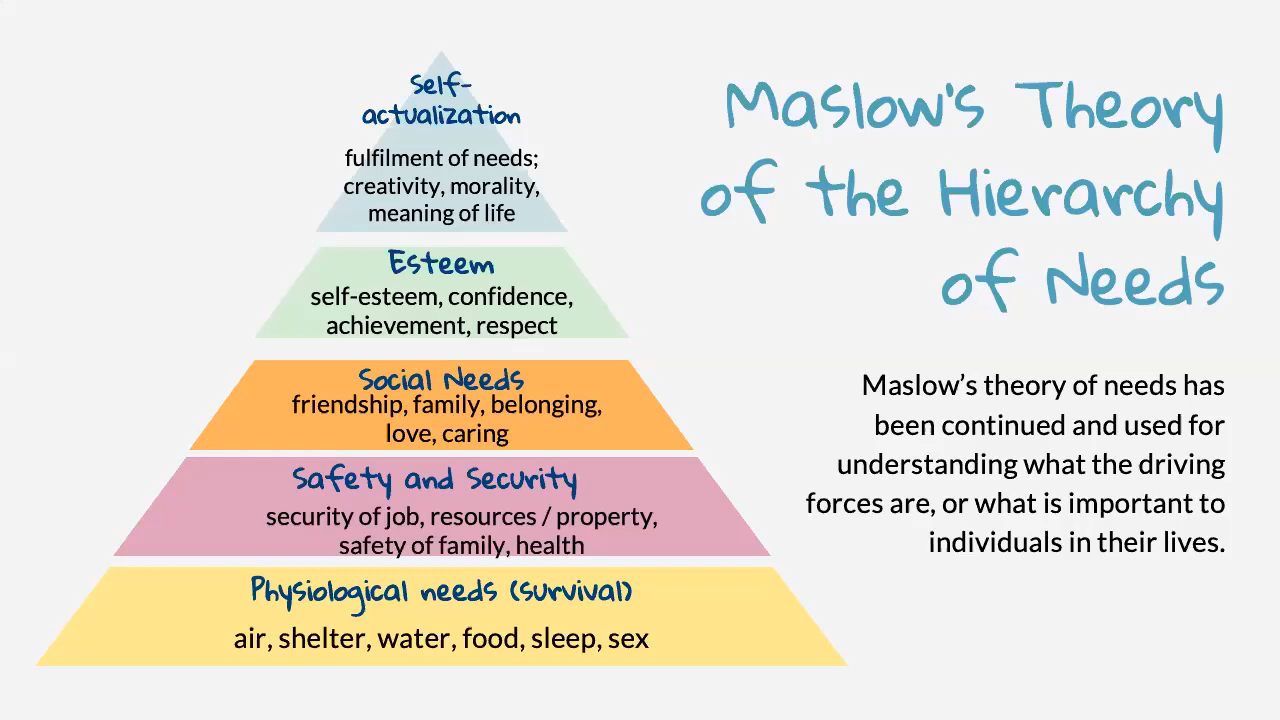 Self-
actualization
fulfilment of needs;
creativity, morality,
meaning of life
Esteem
self-esteem, confidence,
achievement, respect
Social Needs
friendship, family, belonging,
love, caring
Safety and Security
security of job, resources / property,
safety of family, health
Physiological needs (survival)
air, shelter, water, food, sleep, sex
Maslow's Theory
of the Hierarchy
of Needs
Maslow’s theory of needs has
been continued and used for
understanding what the driving
forces are, or what is important to
individuals in their lives.